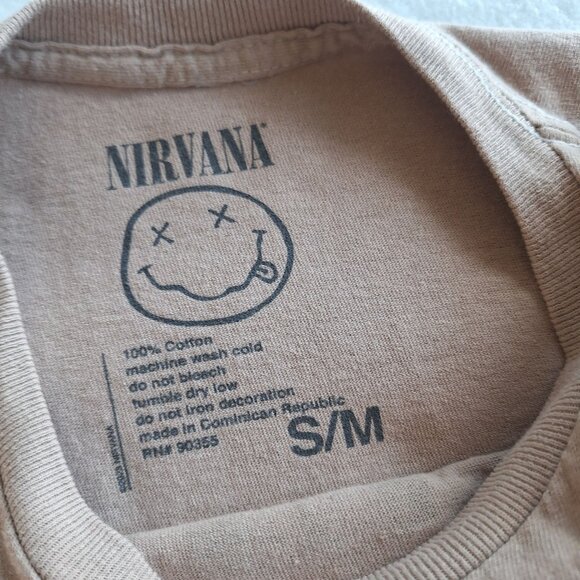 NIRVANA
100% Cotton
machine wash cold
do not bleach
tumble dry low
do not iron decoration
made in Dominican Republic
RN# 90355
S/M